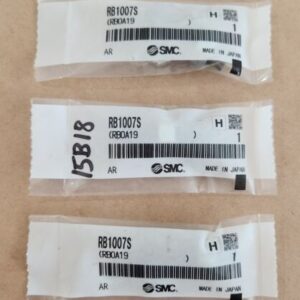 RB1007S H
(RB0A19 ) 1
AR SMC. MADE IN JAPAN
15B18
RB1007S H
(RB0A19 ) 1
AR SMC. MADE IN JAPAN
RB1007S H
(RB0A19 ) 1
AR SMC. MADE IN JAPAN